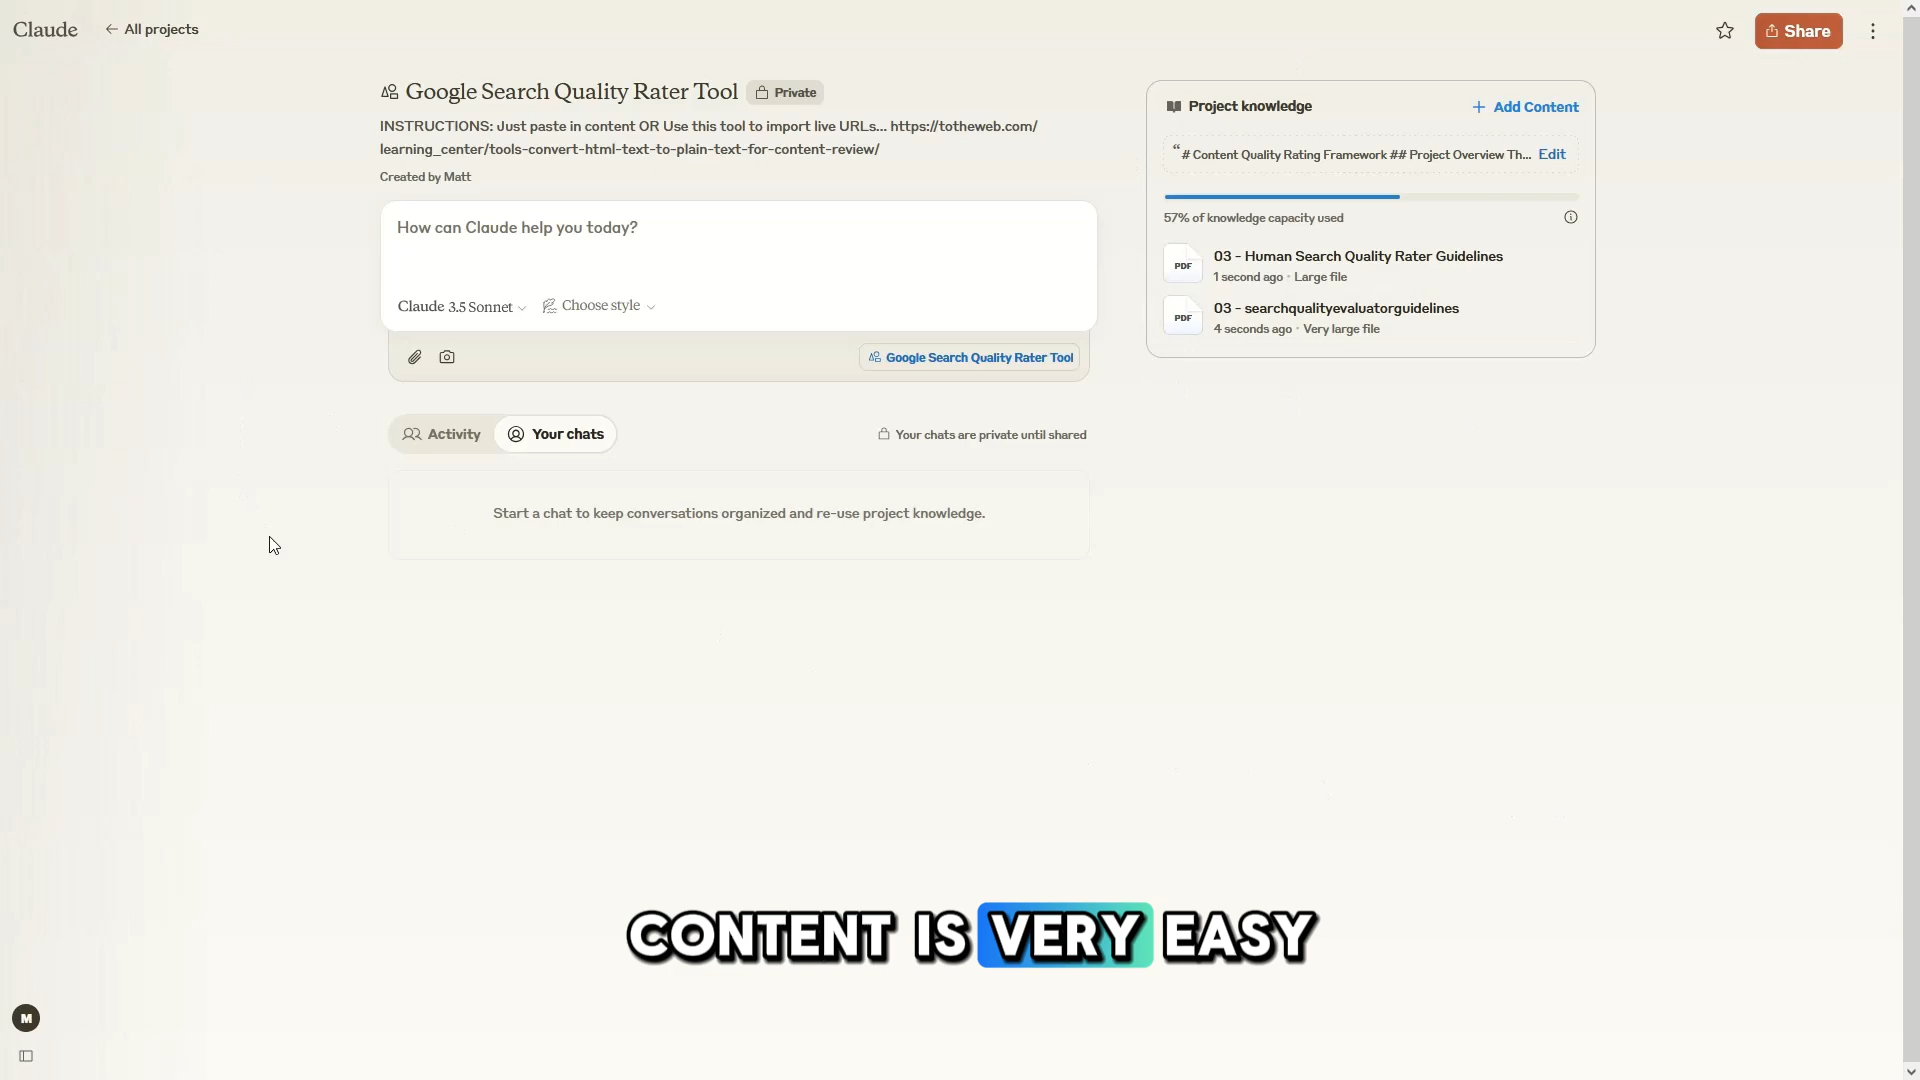 Claude
← All projects
Share
Google Search Quality Rater Tool
Private
INSTRUCTIONS: Just paste in content OR Use this tool to import live URLs... https://totheweb.com/
learning_center/tools-convert-html-text-to-plain-text-for-content-review/
Created by Matt
How can Claude help you today?
Claude 3.5 Sonnet
Choose style
Google Search Quality Rater Tool
Activity
Your chats
Your chats are private until shared
Start a chat to keep conversations organized and re-use project knowledge.
Project knowledge
+ Add Content
“ # Content Quality Rating Framework ## Project Overview Th... Edit
57% of knowledge capacity used
PDF
03 - Human Search Quality Rater Guidelines
1 second ago · Large file
PDF
03 - searchqualityevaluatorguidelines
4 seconds ago · Very large file
CONTENT IS VERY EASY
M